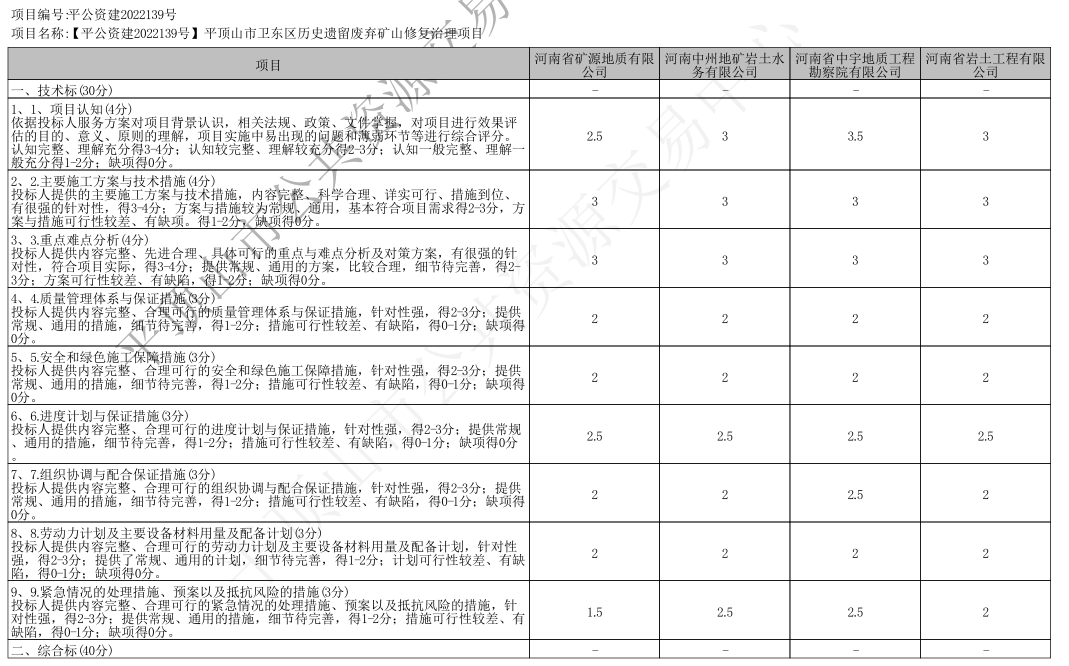 项目编号:平公资建2022139号
项目名称:【平公资建2022139号】平顶山市卫东区历史遗留废弃矿山修复治理项目
项目
河南省矿源地质有限
公司
河南中州地矿岩土水
务有限公司
河南省中宇地质工程
勘察院有限公司
河南省岩土工程有限
公司
一、技术标(30分)
－
－
－
－
1、1、项目认知(4分)
依据投标人服务方案对项目背景认识，相关法规、政策、文件掌握，对项目进行效果评
估的目的、意义、原则的理解，项目实施中易出现的问题和薄弱环节等进行综合评分。
认知完整、理解充分得3-4分；认知较完整、理解较充分得2-3分；认知一般完整、理解一
般充分得1-2分；缺项得0分。
2.5
3
3.5
3
2、2.主要施工方案与技术措施(4分)
投标人提供的主要施工方案与技术措施，内容完整、科学合理、详实可行、措施到位、
有很强的针对性，得3-4分；方案与措施较为常规、通用，基本符合项目需求得2-3分，方
案与措施可行性较差、有缺项。得1-2分；缺项得0分。
3
3
3
3
3、3.重点难点分析(4分)
投标人提供内容完整、先进合理、具体可行的重点与难点分析及对策方案，有很强的针
对性，符合项目实际，得3-4分；提供常规、通用的方案，比较合理，细节待完善，得2-
3分；方案可行性较差、有缺陷，得1-2分；缺项得0分。
3
3
3
3
4、4.质量管理体系与保证措施(3分)
投标人提供内容完整、合理可行的质量管理体系与保证措施，针对性强，得2-3分；提供
常规、通用的措施，细节待完善，得1-2分；措施可行性较差、有缺陷，得0-1分；缺项得
0分。
2
2
2
2
5、5.安全和绿色施工保障措施(3分)
投标人提供内容完整、合理可行的安全和绿色施工保障措施，针对性强，得2-3分；提供
常规、通用的措施，细节待完善，得1-2分；措施可行性较差、有缺陷，得0-1分；缺项得
0分。
2
2
2
2
6、6.进度计划与保证措施(3分)
投标人提供内容完整、合理可行的进度计划与保证措施，针对性强，得2-3分；提供常规
、通用的措施，细节待完善，得1-2分；措施可行性较差、有缺陷，得0-1分；缺项得0分
。
2.5
2.5
2.5
2.5
7、7.组织协调与配合保证措施(3分)
投标人提供内容完整、合理可行的组织协调与配合保证措施，针对性强，得2-3分；提供
常规、通用的措施，细节待完善，得1-2分；措施可行性较差、有缺陷，得0-1分；缺项得
0分。
2
2
2.5
2
8、8.劳动力计划及主要设备材料用量及配备计划(3分)
投标人提供内容完整、合理可行的劳动力计划及主要设备材料用量及配备计划，针对性
强，得2-3分；提供了常规、通用的计划，细节待完善，得1-2分；计划可行性较差、有缺
陷，得0-1分；缺项得0分。
2
2
2
2
9、9.紧急情况的处理措施、预案以及抵抗风险的措施(3分)
投标人提供内容完整、合理可行的紧急情况的处理措施、预案以及抵抗风险的措施，针
对性强，得2-3分；提供常规、通用的措施，细节待完善，得1-2分；措施可行性较差、有
缺陷，得0-1分；缺项得0分。
1.5
2.5
2.5
2
二、综合标(40分)
－
－
－
－
平顶山市公共资源交易
平顶山市公共资源交易中心